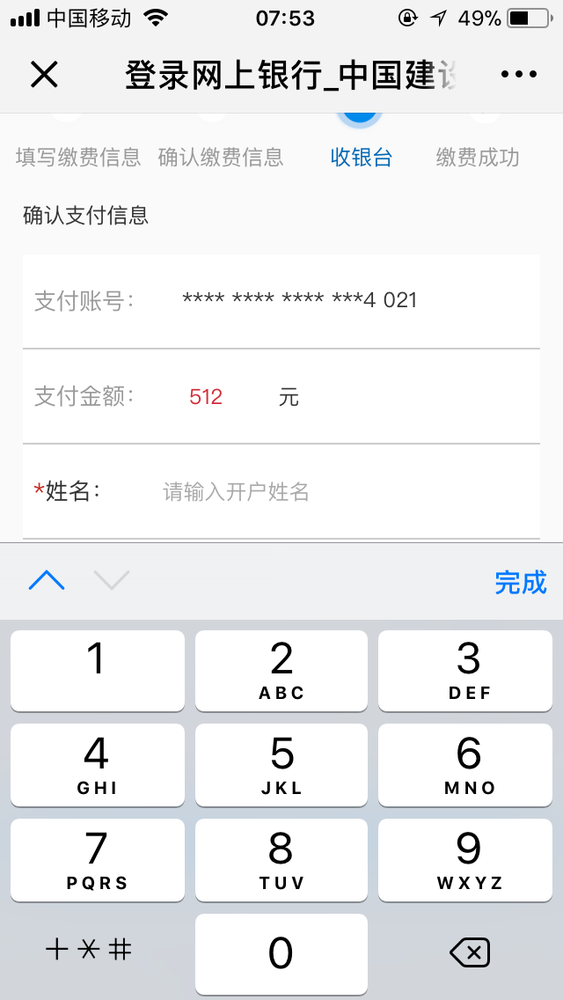 中国移动 07:53 49%
登录网上银行_中国建
填写缴费信息 确认缴费信息 收银台 缴费成功
确认支付信息
支付账号: **** **** **** ***4 021
支付金额: 512 元
*姓名: 请输入开户姓名
完成
1 2 3
ABC DEF
4 5 6
GHI JKL MNO
7 8 9
PQRS TUV WXYZ
+*# 0